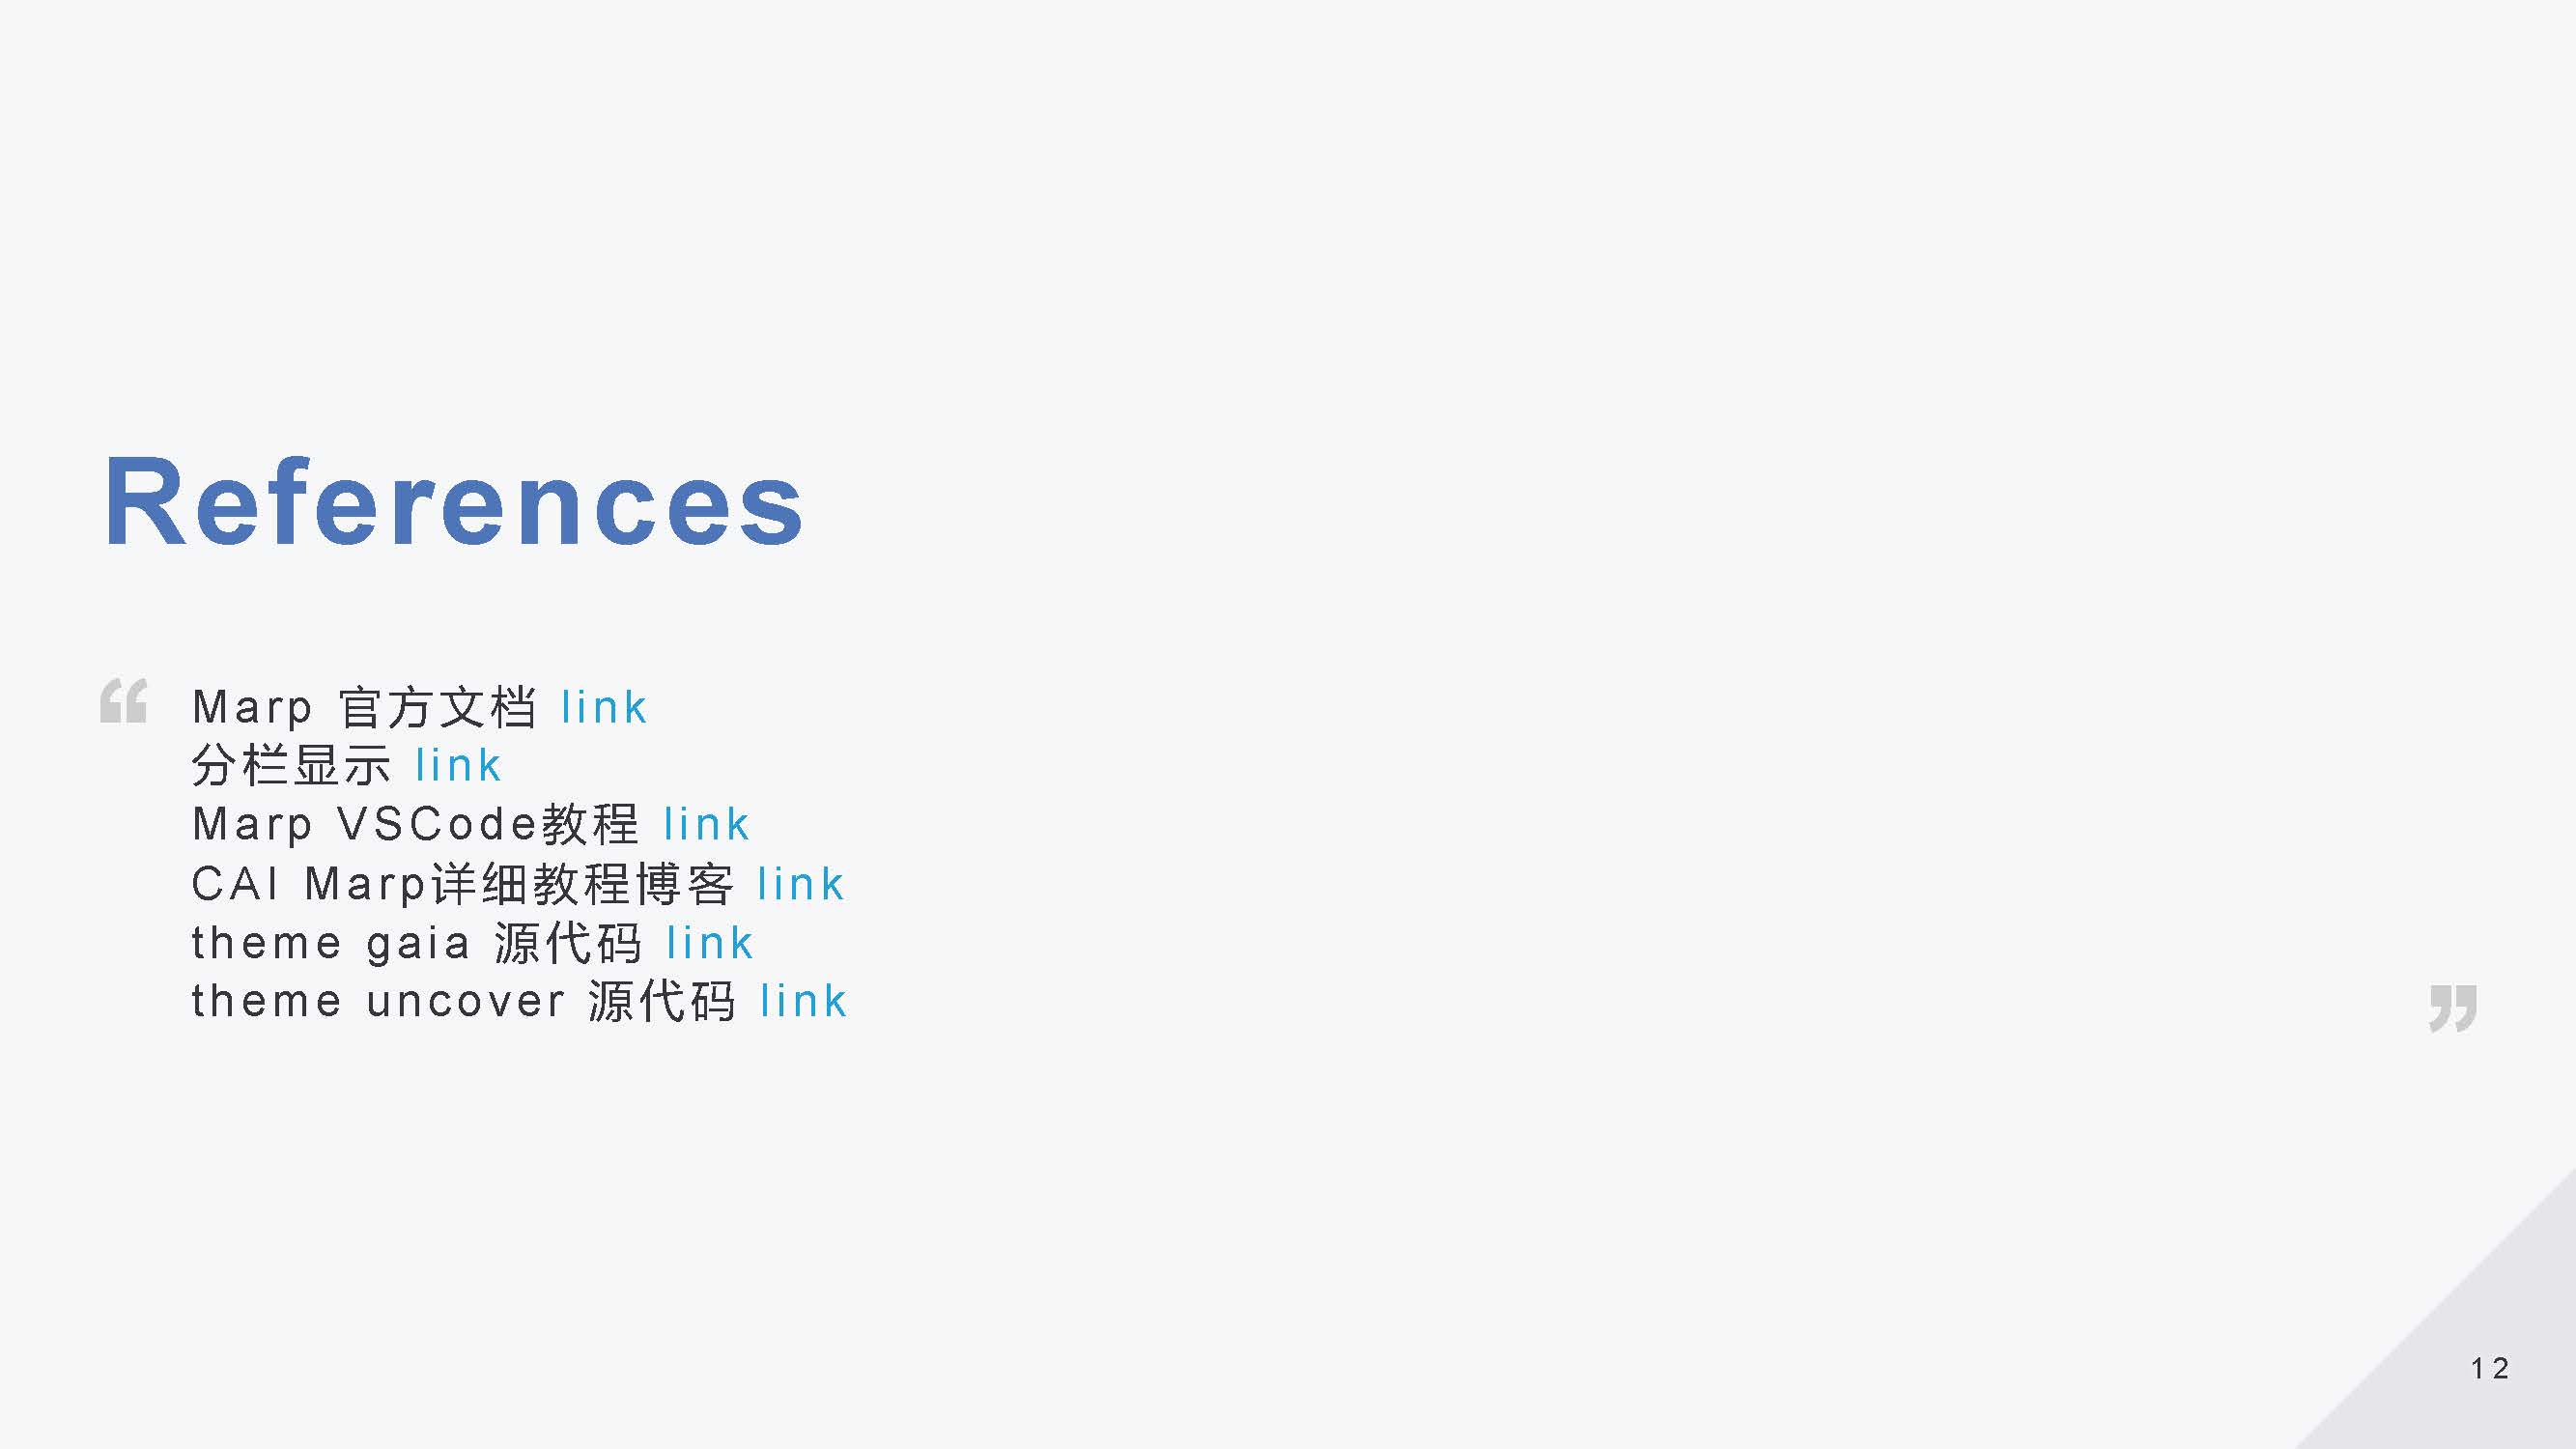 References
“
Marp 官方文档 link
分栏显示 link
Marp VSCode教程 link
CAI Marp详细教程博客 link
theme gaia 源代码 link
theme uncover 源代码 link
”
12